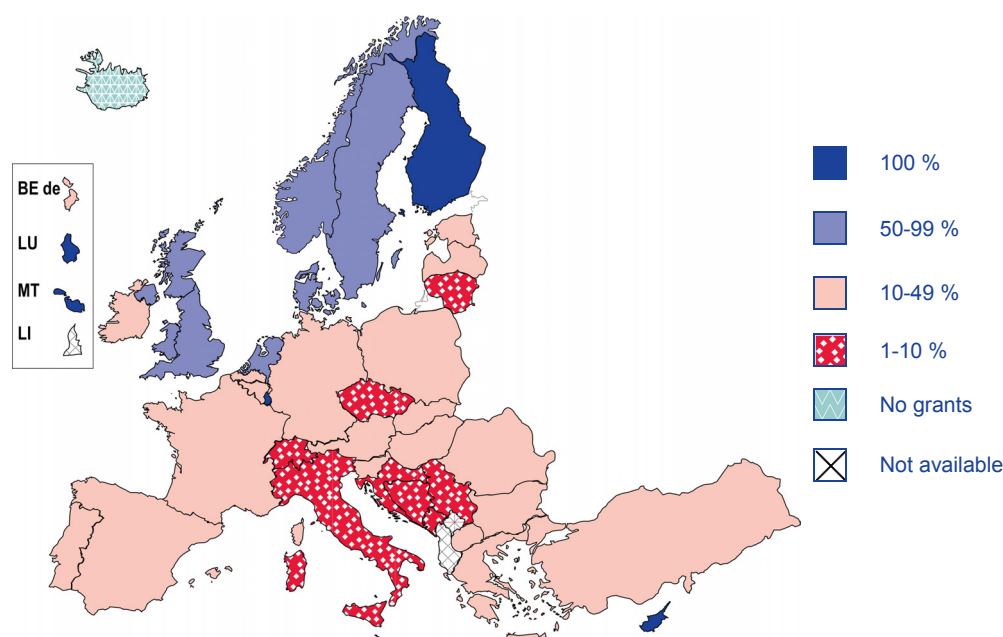 BE de
LU
MT
LI
100 %
50-99 %
10-49 %
1-10 %
No grants
Not available